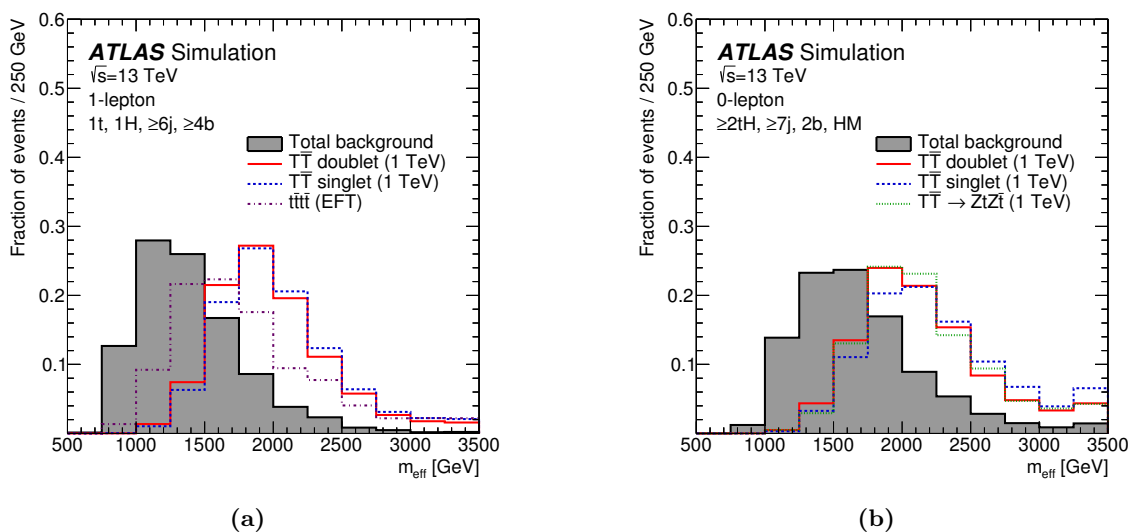 Fraction of events / 250 GeV
0.6
0.5
0.4
0.3
0.2
0.1
ATLAS Simulation
√s=13 TeV
1-lepton
1t, 1H, ≥6j, ≥4b
Total background
TT̅ doublet (1 TeV)
TT̅ singlet (1 TeV)
tt̅tt̅ (EFT)
500 1000 1500 2000 2500 3000 3500
m_eff [GeV]
(a)
Fraction of events / 250 GeV
0.6
0.5
0.4
0.3
0.2
0.1
ATLAS Simulation
√s=13 TeV
0-lepton
≥2tH, ≥7j, 2b, HM
Total background
TT̅ doublet (1 TeV)
TT̅ singlet (1 TeV)
TT̅ → ZtZt̅ (1 TeV)
500 1000 1500 2000 2500 3000 3500
m_eff [GeV]
(b)